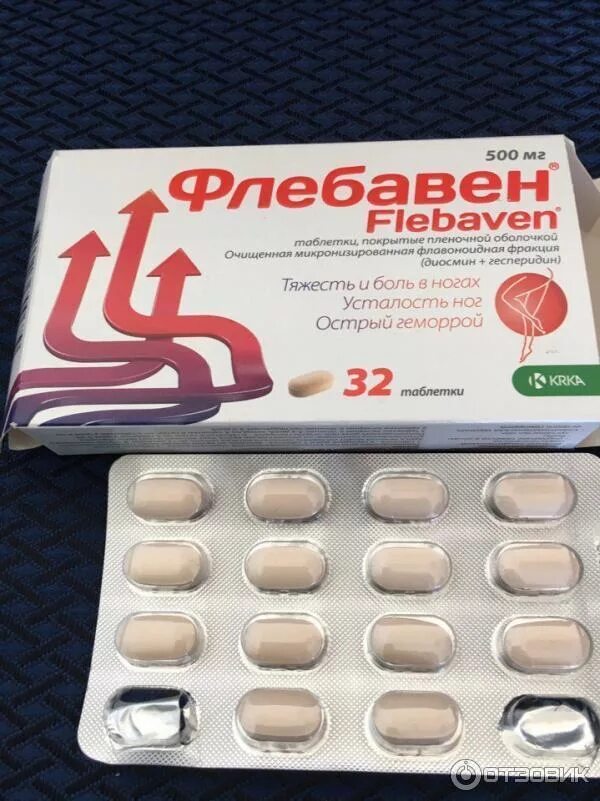 500 мг
Флебавен®
Flebaven®
таблетки, покрытые пленочной оболочкой
Очищенная микронизированная флавоноидная фракция
(диосмин + гесперидин)
Тяжесть и боль в ногах
Усталость ног
Острый геморрой
32 таблетки
KRKA
ОТЗОВИК